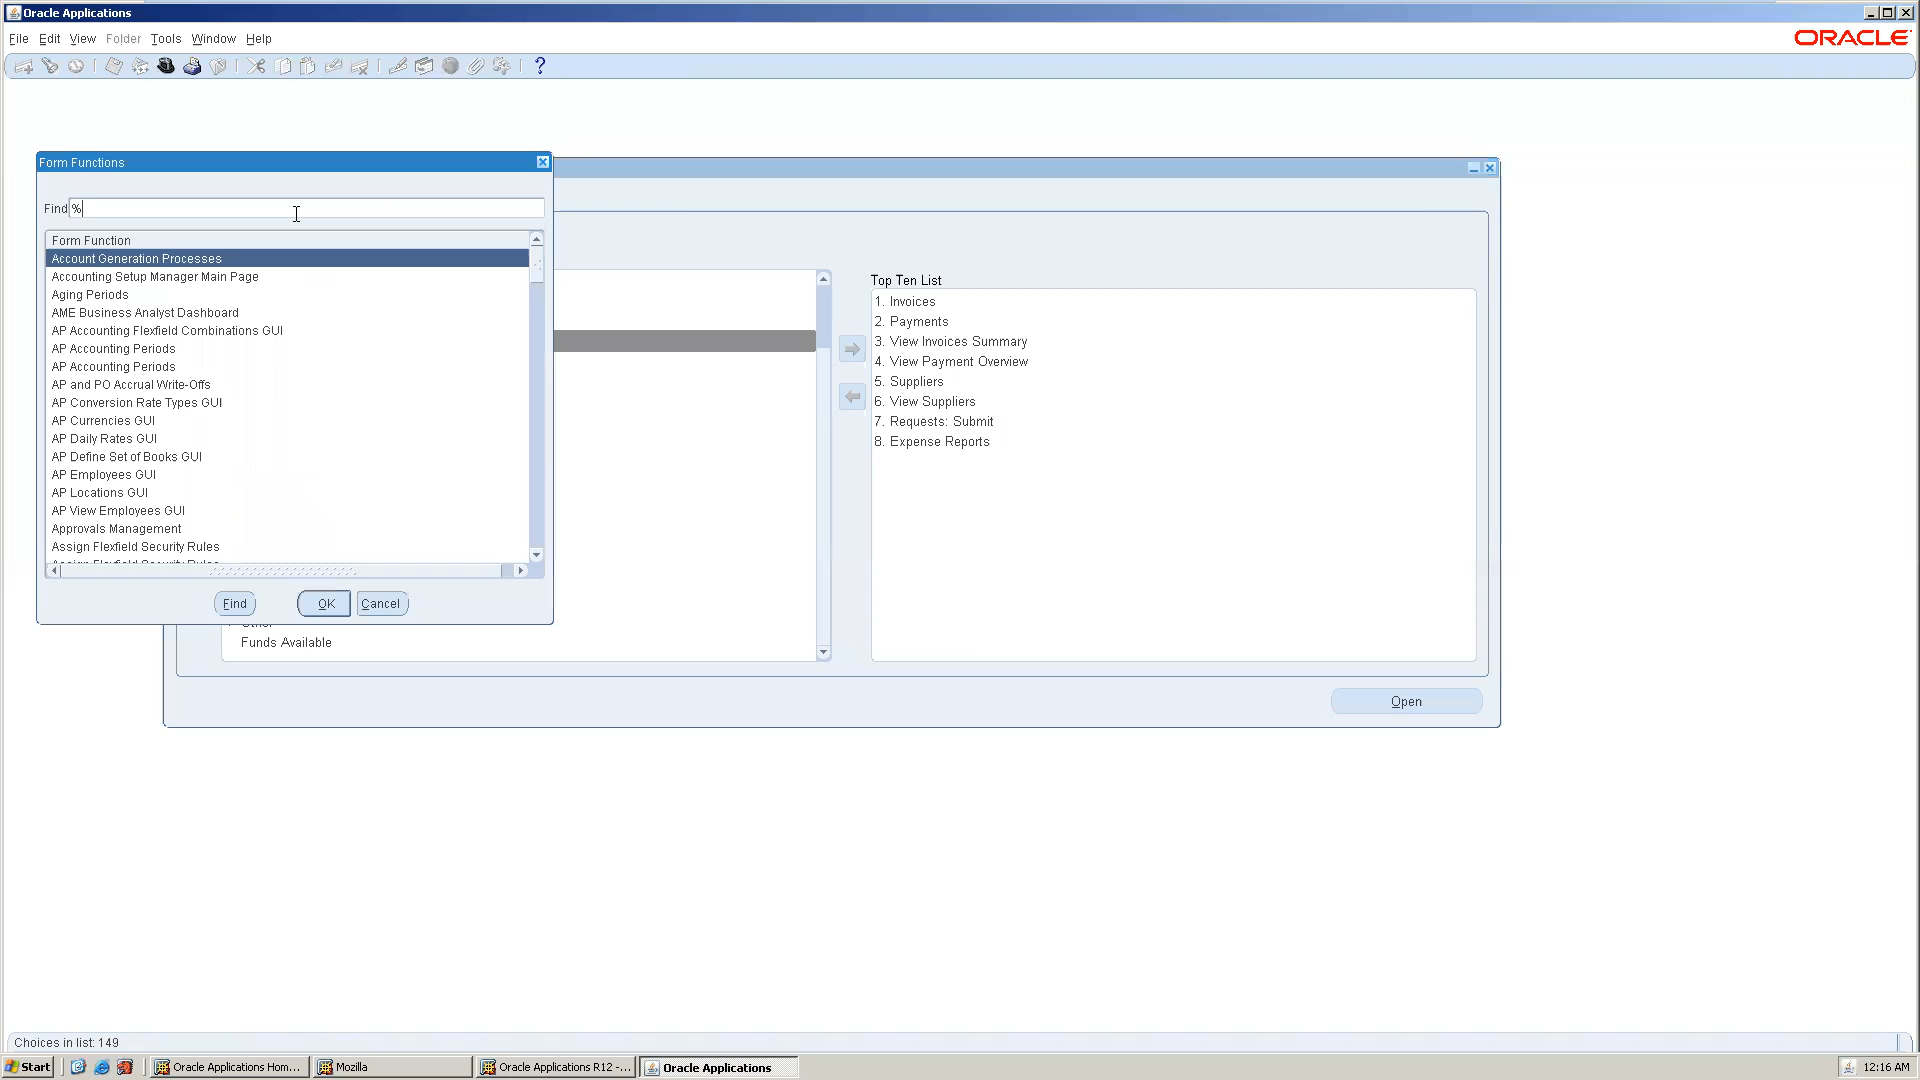 Oracle Applications
File Edit View Folder Tools Window Help
ORACLE
Form Functions
Find %
Form Function
Account Generation Processes
Accounting Setup Manager Main Page
Aging Periods
AME Business Analyst Dashboard
AP Accounting Flexfield Combinations GUI
AP Accounting Periods
AP Accounting Periods
AP and PO Accrual Write-Offs
AP Conversion Rate Types GUI
AP Currencies GUI
AP Daily Rates GUI
AP Define Set of Books GUI
AP Employees GUI
AP Locations GUI
AP View Employees GUI
Approvals Management
Assign Flexfield Security Rules
Find OK Cancel
Funds Available
Top Ten List
1. Invoices
2. Payments
3. View Invoices Summary
4. View Payment Overview
5. Suppliers
6. View Suppliers
7. Requests: Submit
8. Expense Reports
Open
Choices in list: 149
Start Oracle Applications Hom... Mozilla Oracle Applications R12 -... Oracle Applications 12:16 AM